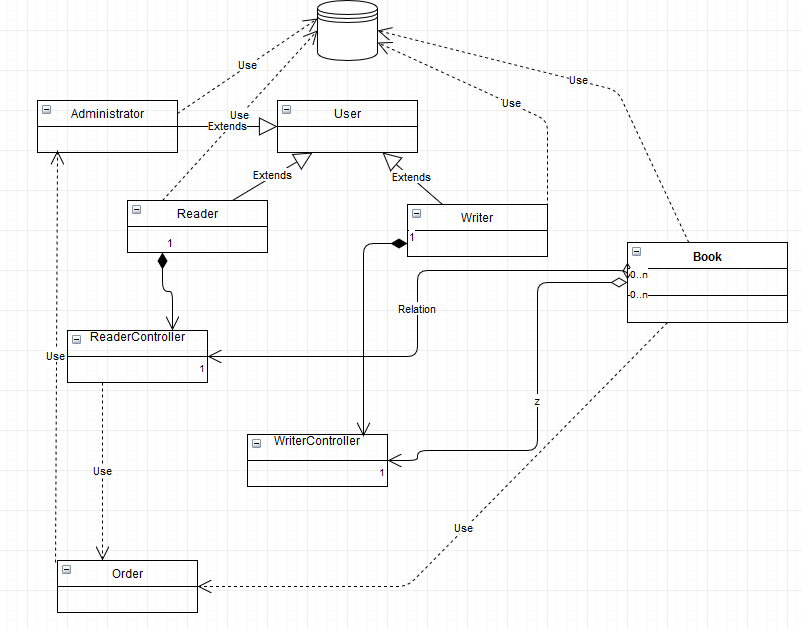 Use
Use
Use
Administrator
Use
Extends
User
Extends
Extends
Reader
1
Writer
1
Book
0..n
0..n
Relation
ReaderController
1
Use
z
WriterController
1
Use
Use
Order